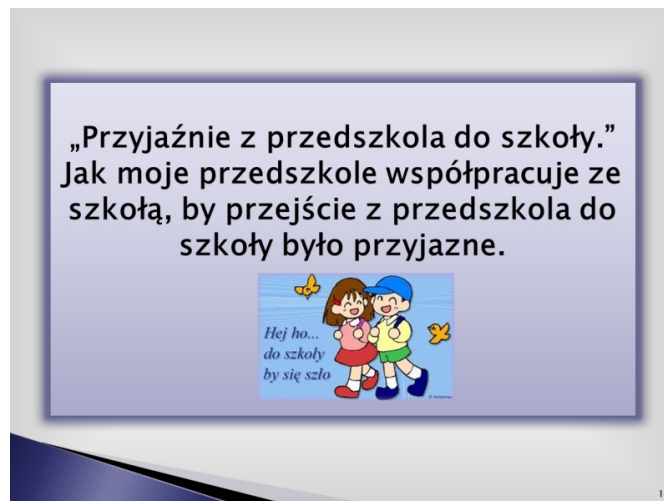 „Przyjaźnie z przedszkola do szkoły.”
Jak moje przedszkole współpracuje ze
szkołą, by przejście z przedszkola do
szkoły było przyjazne.
Hej ho...
do szkoły
by się szło
1